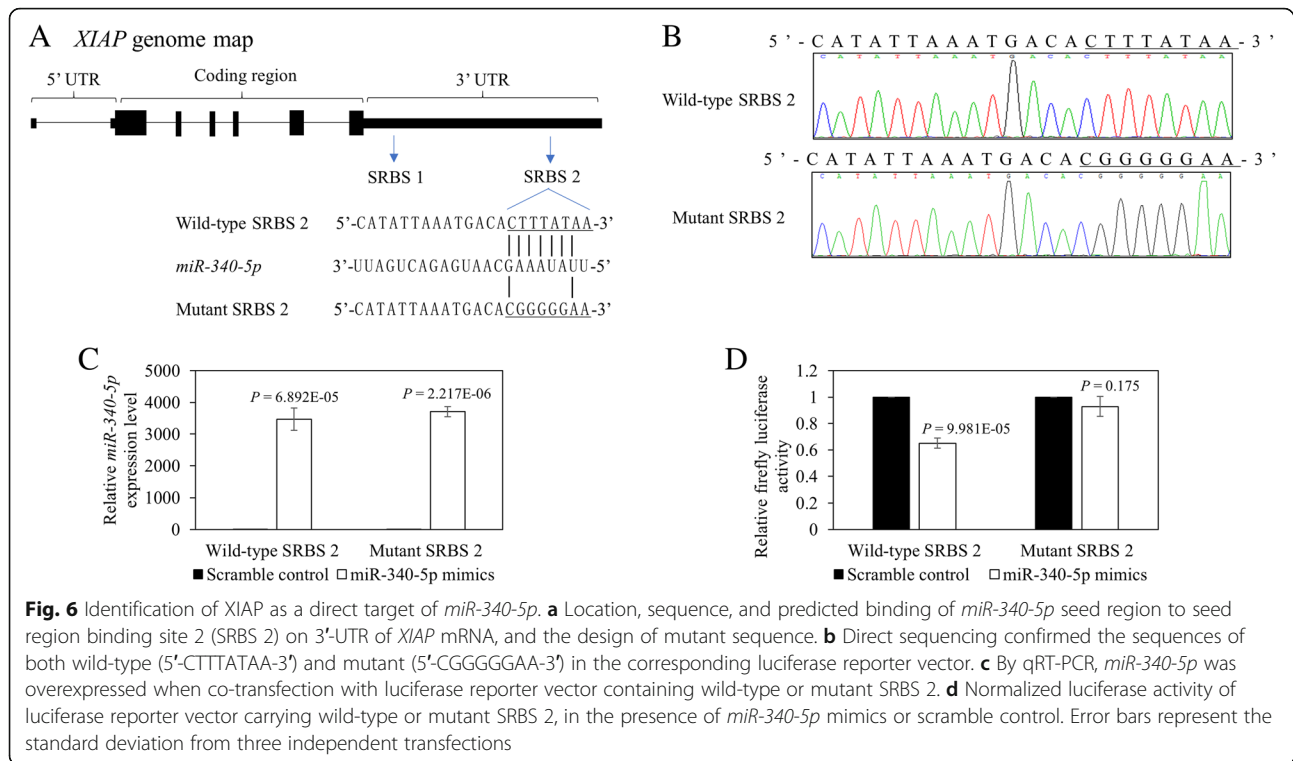 A XIAP genome map
5' UTR
Coding region
3' UTR
SRBS 1
SRBS 2
Wild-type SRBS 2 5'-CATATTAAATGACACTTTATAA-3'
miR-340-5p 3'-UUAGUCAGAGUAACGAAAUAUU-5'
Mutant SRBS 2 5'-CATATTAAATGACACGGGGGAA-3'
B
5'-CATATTAAATGACACTTTATAA-3'
CATATTAAATGACACTTTATAA
Wild-type SRBS 2
5'-CATATTAAATGACACGGGGGAA-3'
CATATTAAATGACACGGGGGAA
Mutant SRBS 2
C
Relative miR-340-5p
expression level
5000
4000
3000
2000
1000
0
P = 6.892E-05
P = 2.217E-06
Wild-type SRBS 2
Mutant SRBS 2
Scramble control
miR-340-5p mimics
D
Relative firefly luciferase
activity
1.2
1
0.8
0.6
0.4
0.2
0
P = 9.981E-05
P = 0.175
Wild-type SRBS 2
Mutant SRBS 2
Scramble control
miR-340-5p mimics
Fig. 6 Identification of XIAP as a direct target of miR-340-5p. a Location, sequence, and predicted binding of miR-340-5p seed region to seed
region binding site 2 (SRBS 2) on 3′-UTR of XIAP mRNA, and the design of mutant sequence. b Direct sequencing confirmed the sequences of
both wild-type (5′-CTTTATAA-3′) and mutant (5′-CGGGGGAA-3′) in the corresponding luciferase reporter vector. c By qRT-PCR, miR-340-5p was
overexpressed when co-transfection with luciferase reporter vector containing wild-type or mutant SRBS 2. d Normalized luciferase activity of
luciferase reporter vector carrying wild-type or mutant SRBS 2, in the presence of miR-340-5p mimics or scramble control. Error bars represent the
standard deviation from three independent transfections